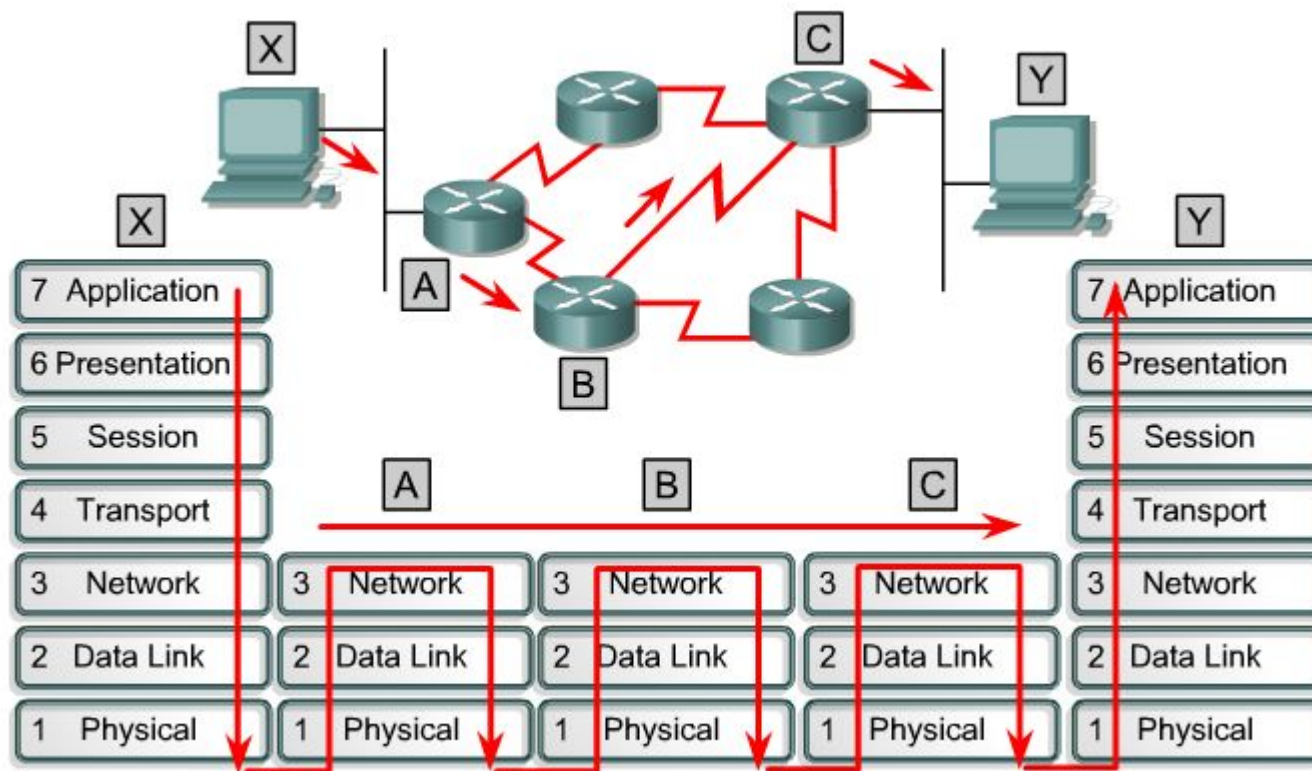 X
C
Y
A
B
X
Y
7 Application
6 Presentation
5 Session
4 Transport
3 Network
2 Data Link
1 Physical
A
B
C
3 Network
2 Data Link
1 Physical
3 Network
2 Data Link
1 Physical
3 Network
2 Data Link
1 Physical
7 Application
6 Presentation
5 Session
4 Transport
3 Network
2 Data Link
1 Physical